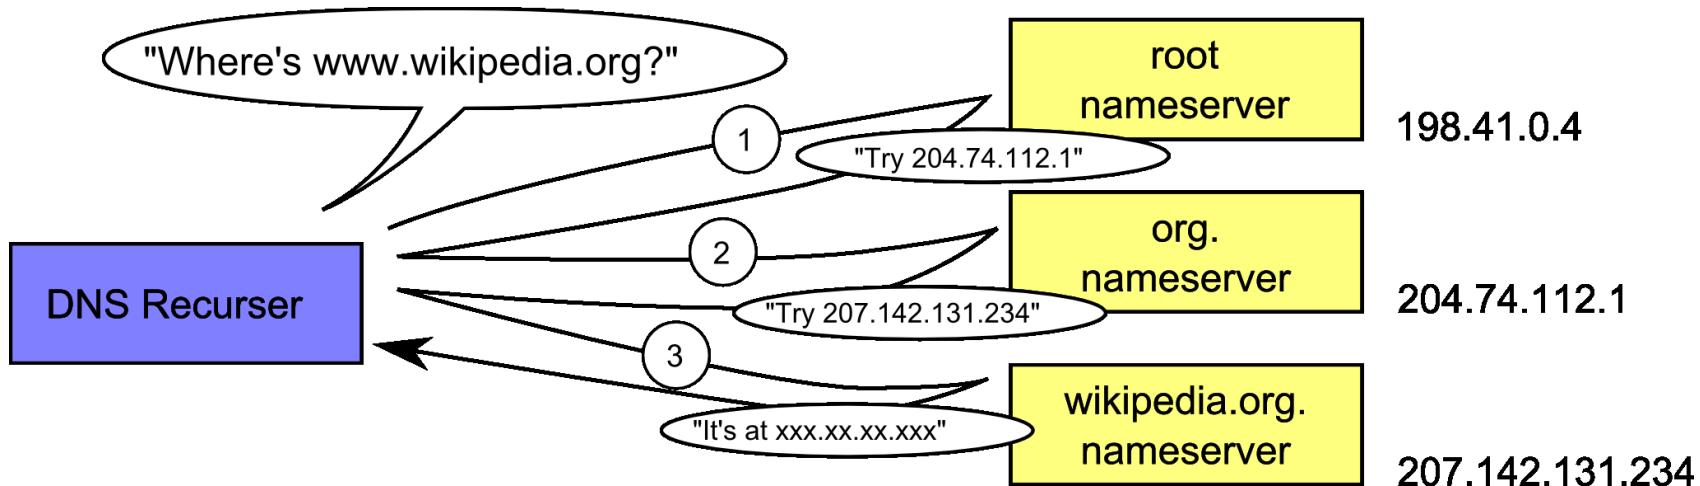 "Where's www.wikipedia.org?"
root
nameserver
198.41.0.4
1
"Try 204.74.112.1"
org.
nameserver
204.74.112.1
2
"Try 207.142.131.234"
DNS Recurser
3
wikipedia.org.
nameserver
207.142.131.234
"It's at xxx.xx.xx.xxx"